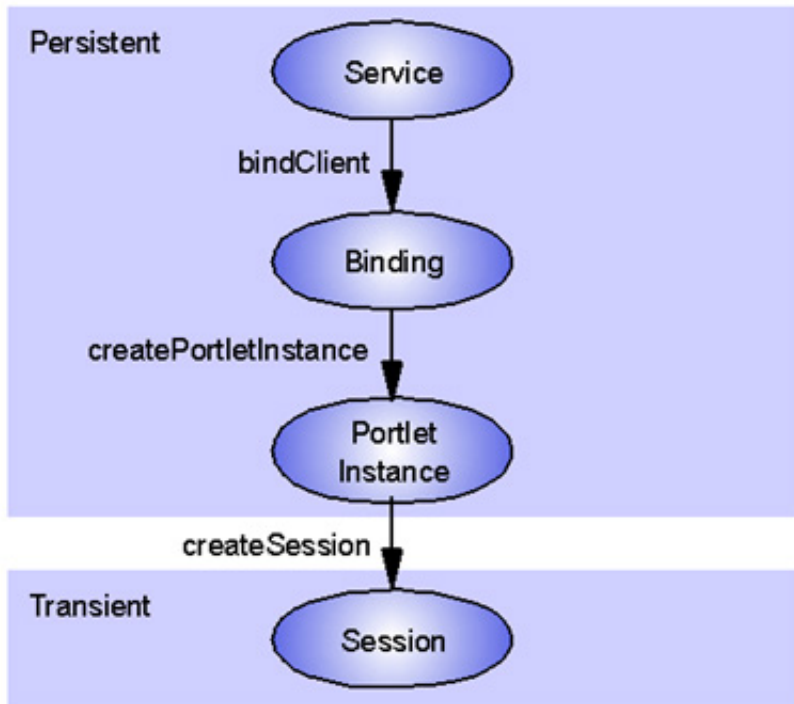 Persistent
Service
bindClient
Binding
createPortletInstance
Portlet
Instance
createSession
Transient
Session